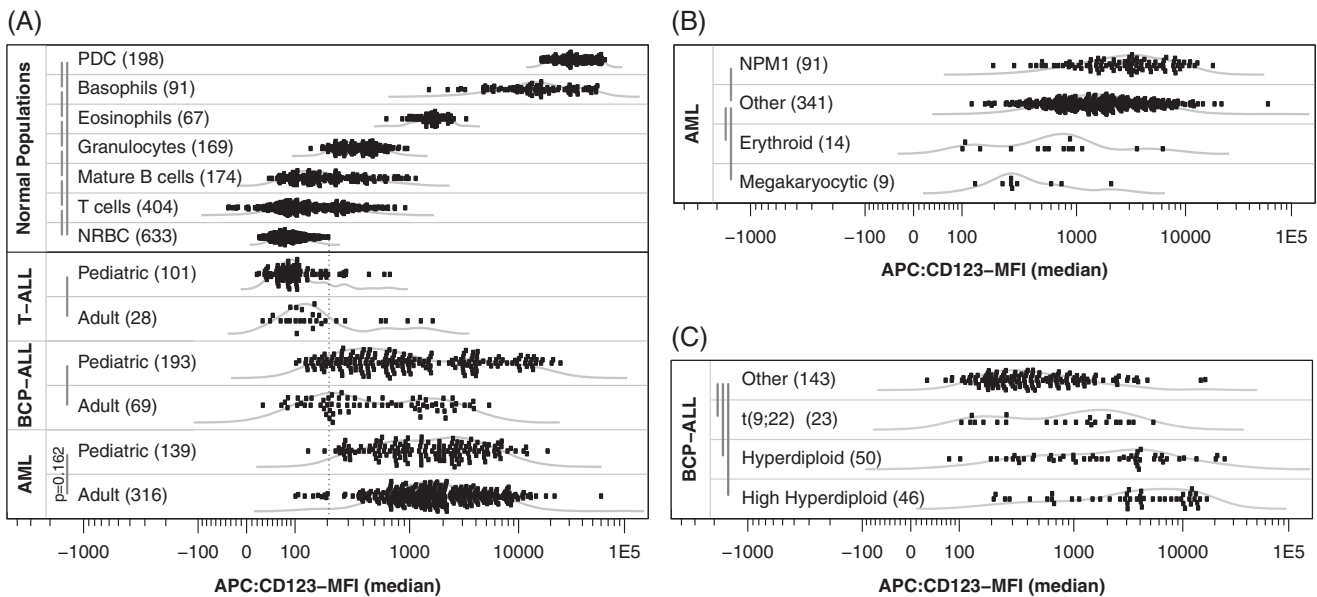 (A)
Normal Populations
PDC (198)
Basophils (91)
Eosinophils (67)
Granulocytes (169)
Mature B cells (174)
T cells (404)
NRBC (633)
T−ALL
Pediatric (101)
Adult (28)
BCP−ALL
Pediatric (193)
Adult (69)
AML
p=0.162
Pediatric (139)
Adult (316)
−1000 −100 0 100 1000 10000 1E5
APC:CD123−MFI (median)
(B)
AML
NPM1 (91)
Other (341)
Erythroid (14)
Megakaryocytic (9)
−1000 −100 0 100 1000 10000 1E5
APC:CD123−MFI (median)
(C)
BCP−ALL
Other (143)
t(9;22) (23)
Hyperdiploid (50)
High Hyperdiploid (46)
−1000 −100 0 100 1000 10000 1E5
APC:CD123−MFI (median)